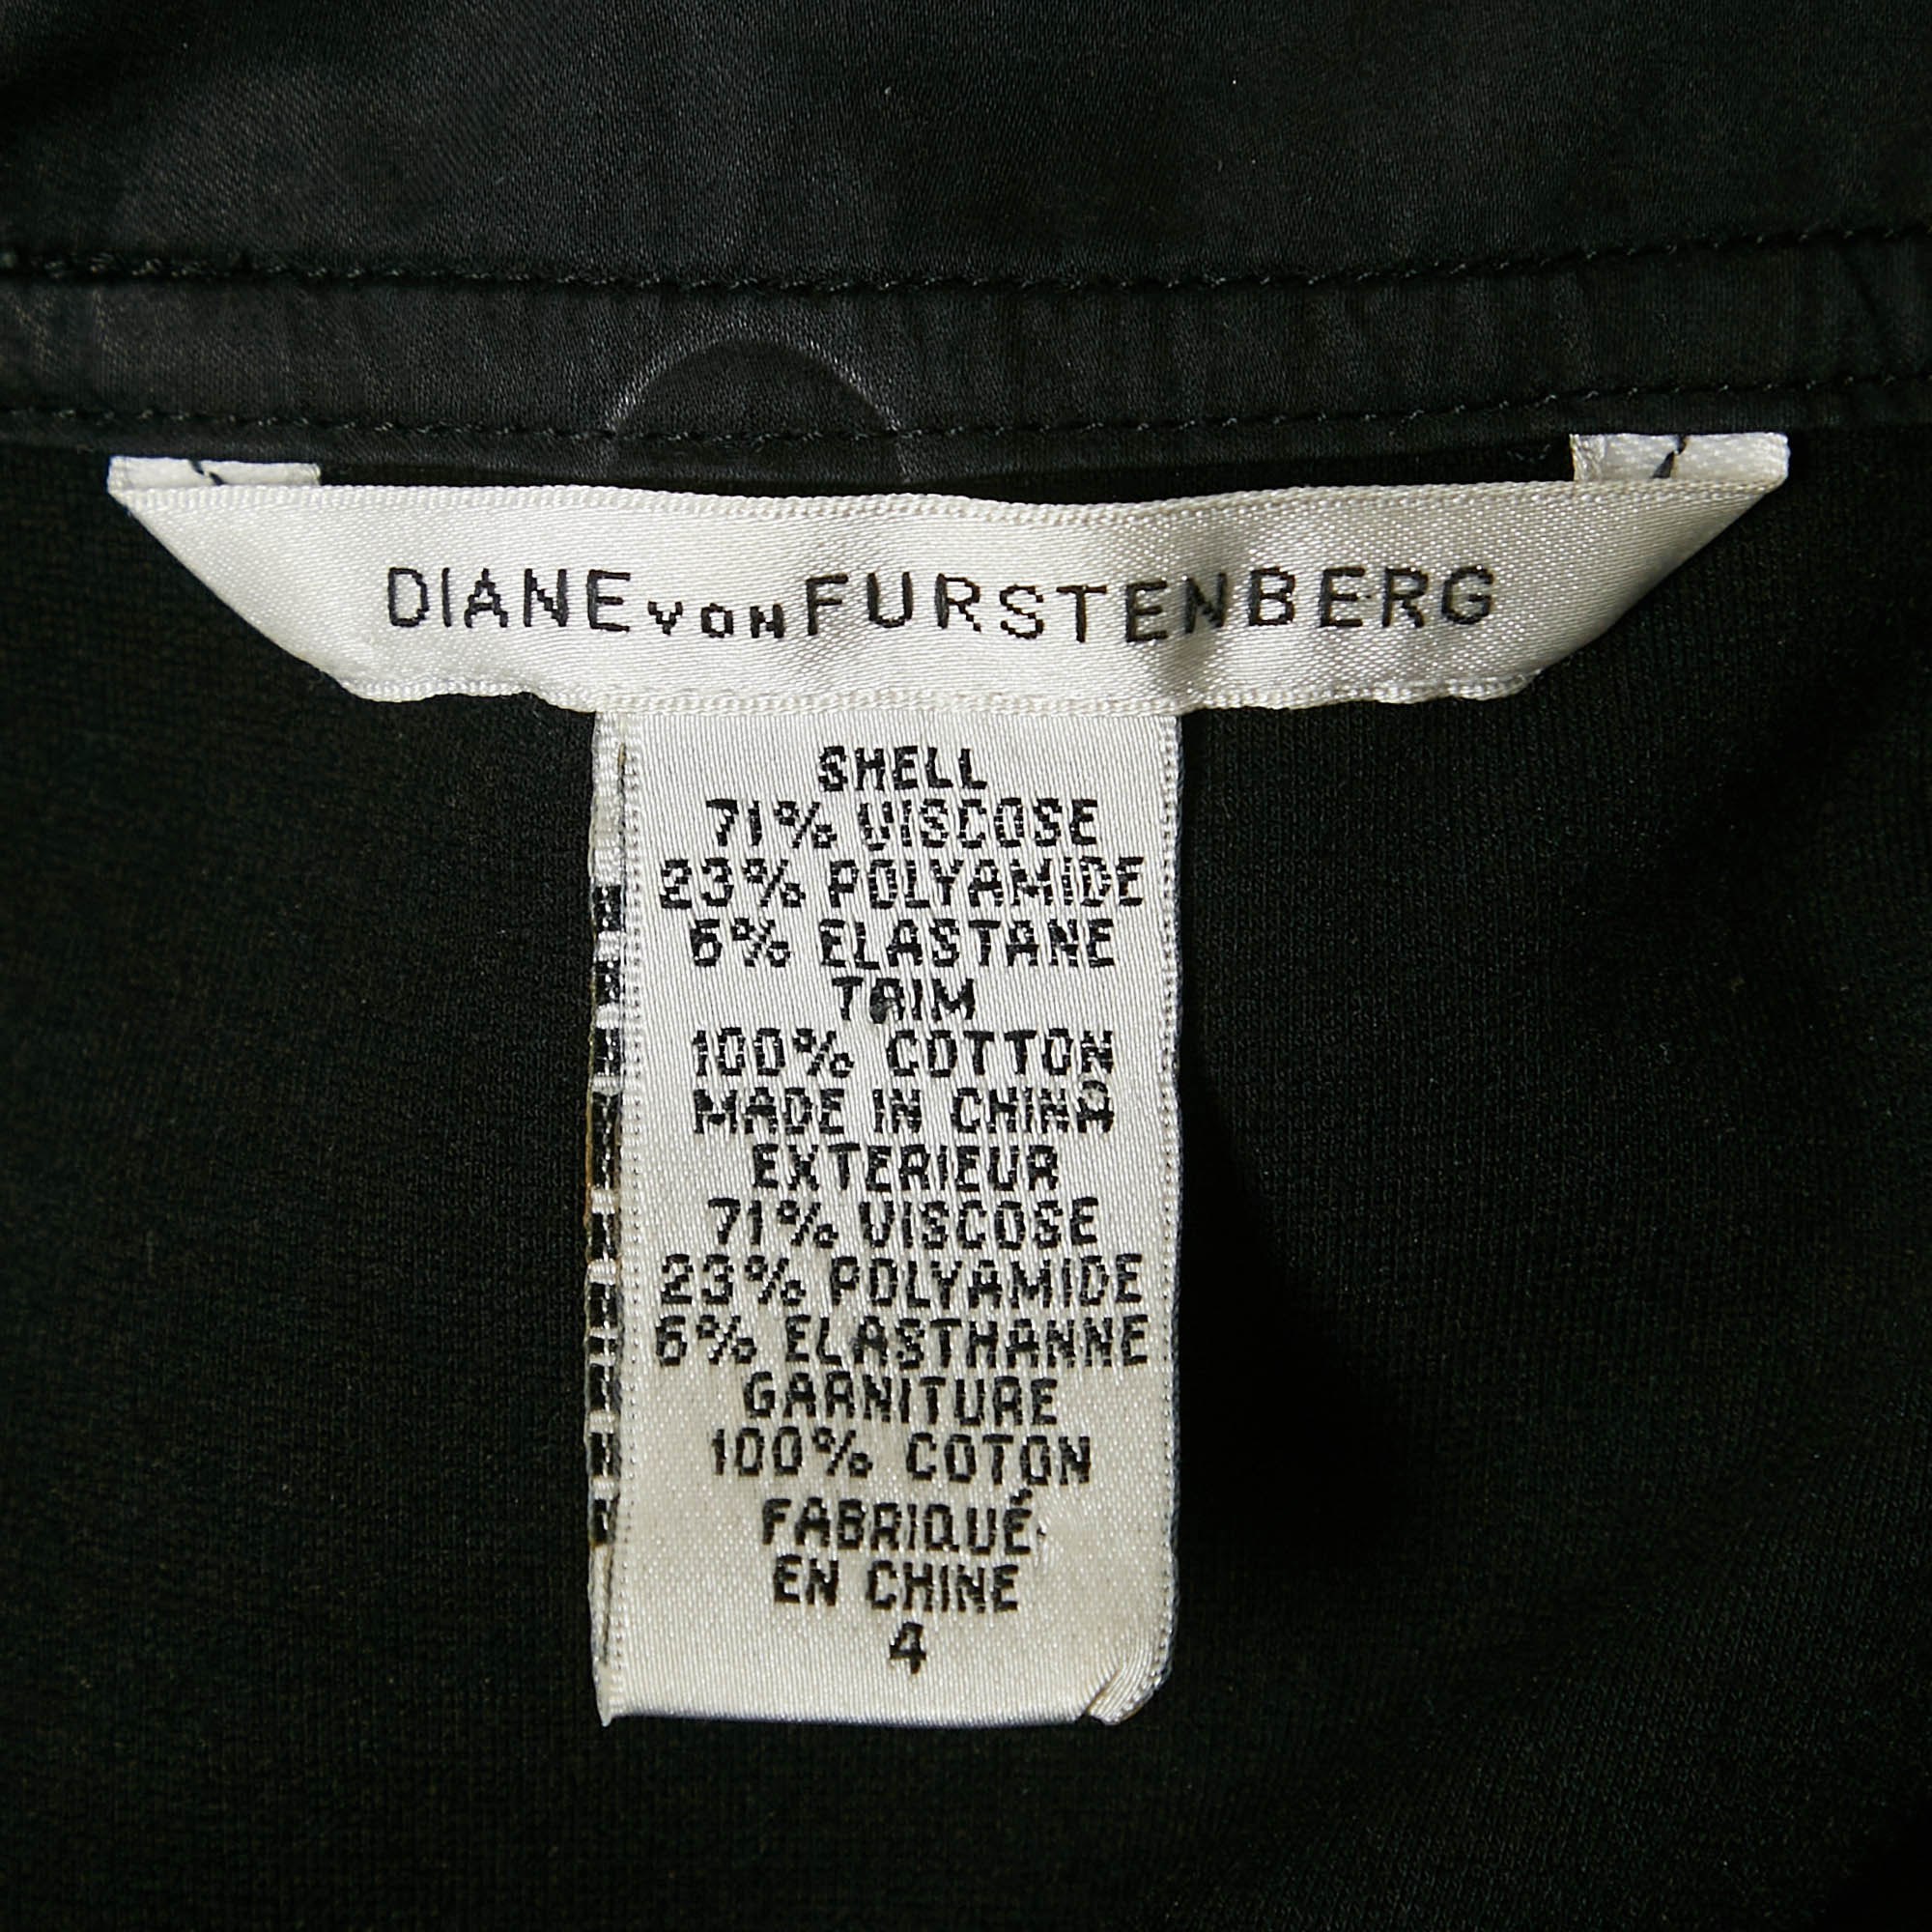 DIANE VON FURSTENBERG
SHELL
71% VISCOSE
23% POLYAMIDE
6% ELASTANE
TRIM
100% COTTON
MADE IN CHINA
EXTERIEUR
71% VISCOSE
23% POLYAMIDE
6% ELASTHANNE
GARNITURE
100% COTON
FABRIQUÉ
EN CHINE
4